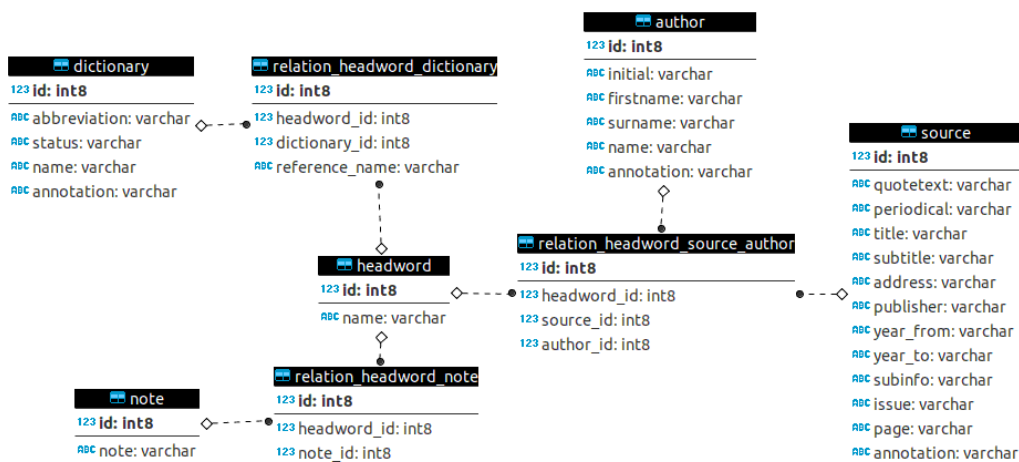 author
123 id: int8
ABC initial: varchar
ABC firstname: varchar
ABC surname: varchar
ABC name: varchar
ABC annotation: varchar
dictionary
123 id: int8
ABC abbreviation: varchar
ABC status: varchar
ABC name: varchar
ABC annotation: varchar
relation_headword_dictionary
123 id: int8
123 headword_id: int8
123 dictionary_id: int8
ABC reference_name: varchar
source
123 id: int8
ABC quotetext: varchar
ABC periodical: varchar
ABC title: varchar
ABC subtitle: varchar
ABC address: varchar
ABC publisher: varchar
ABC year_from: varchar
ABC year_to: varchar
ABC subinfo: varchar
ABC issue: varchar
ABC page: varchar
ABC annotation: varchar
relation_headword_source_author
123 id: int8
123 headword_id: int8
123 source_id: int8
123 author_id: int8
headword
123 id: int8
ABC name: varchar
relation_headword_note
123 id: int8
123 headword_id: int8
123 note_id: int8
note
123 id: int8
ABC note: varchar